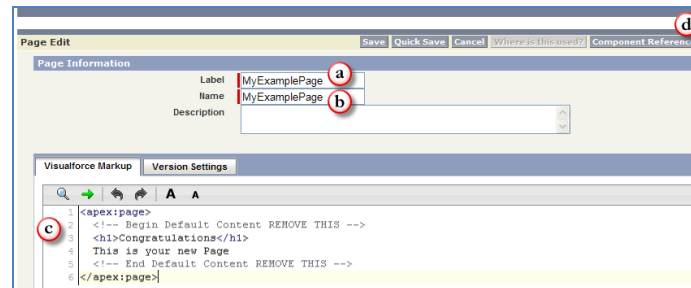 d
Page Edit Save Quick Save Cancel Where is this used? Component Reference
Page Information
Label MyExamplePage a
Name MyExamplePage b
Description
Visualforce Markup Version Settings
A A
c
1 <apex:page>
2 <!-- Begin Default Content REMOVE THIS -->
3 <h1>Congratulations</h1>
4 This is your new Page
5 <!-- End Default Content REMOVE THIS -->
6 </apex:page>